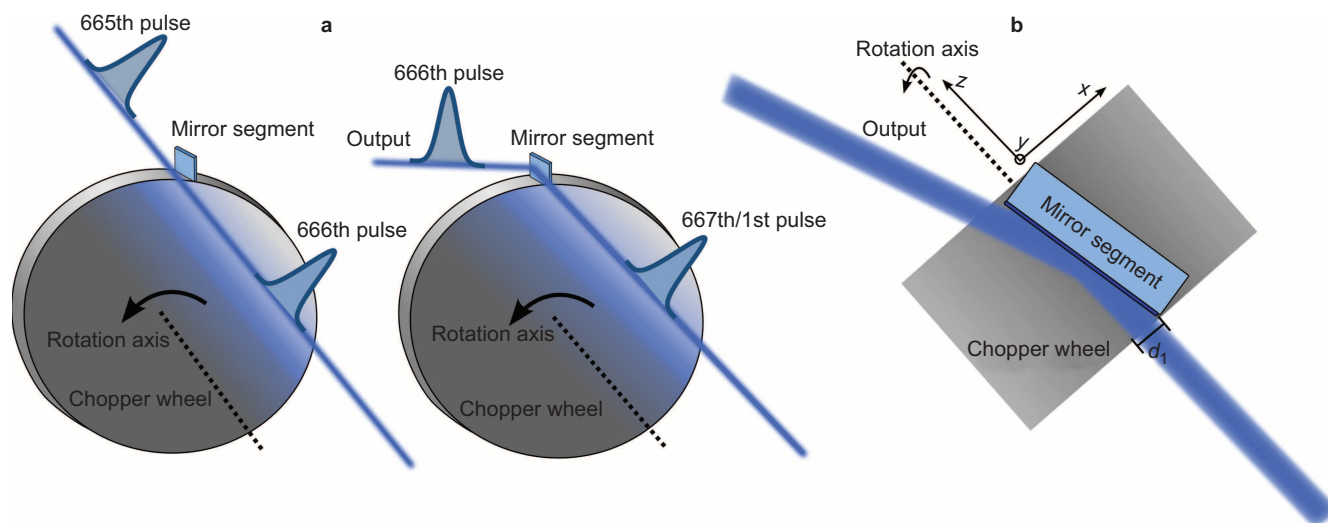 a
665th pulse
Mirror segment
666th pulse
Rotation axis
Chopper wheel
666th pulse
Output
Mirror segment
667th/1st pulse
Rotation axis
Chopper wheel
b
Rotation axis
z
x
y
Output
Mirror segment
Chopper wheel
d₁